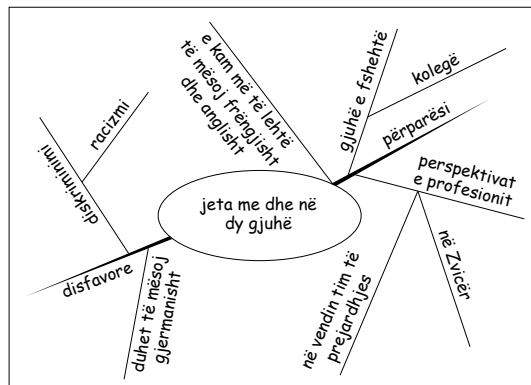 jeta me dhe në
dy gjuhë
e kam më të lehtë
të mësoj frëngjisht
dhe anglisht
gjuhë e fshehtë
kolegë
përparësi
perspektivat
e profesionit
në Zvicër
në vendin tim të
prejardhjes
racizmi
diskriminimi
disfavore
duhet të mësoj
gjermanisht